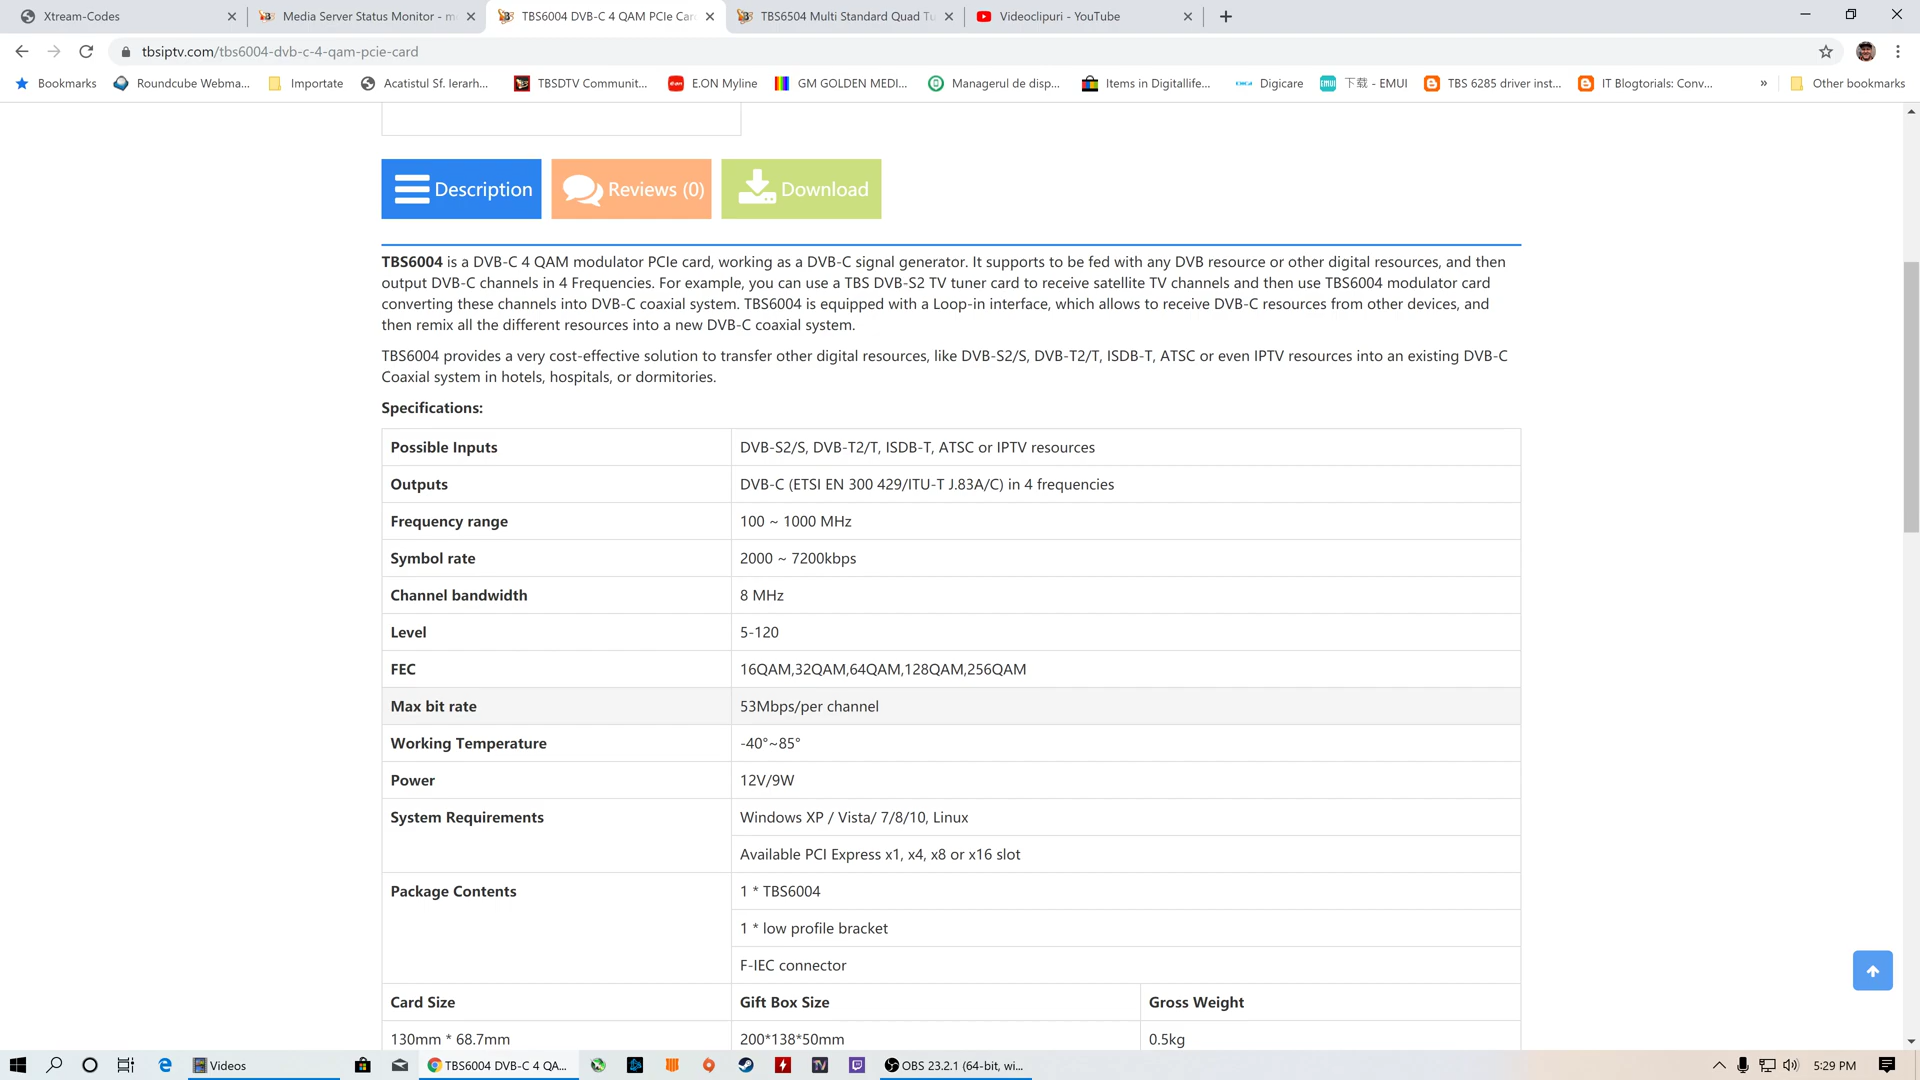 Xtream-Codes
Media Server Status Monitor - m
TBS6004 DVB-C 4 QAM PCIe Car
TBS6504 Multi Standard Quad Tu
Videoclipuri - YouTube
tbsiptv.com/tbs6004-dvb-c-4-qam-pcie-card
Bookmarks
Roundcube Webma...
Importate
Acatistul Sf. Ierarh...
TBSDTV Communit...
E.ON Myline
GM GOLDEN MEDI...
Managerul de disp...
Items in Digitallife...
Digicare
下载 - EMUI
TBS 6285 driver inst...
IT Blogtorials: Conv...
»
Other bookmarks
Description
Reviews (0)
Download
TBS6004 is a DVB-C 4 QAM modulator PCIe card, working as a DVB-C signal generator. It supports to be fed with any DVB resource or other digital resources, and then
output DVB-C channels in 4 Frequencies. For example, you can use a TBS DVB-S2 TV tuner card to receive satellite TV channels and then use TBS6004 modulator card
converting these channels into DVB-C coaxial system. TBS6004 is equipped with a Loop-in interface, which allows to receive DVB-C resources from other devices, and
then remix all the different resources into a new DVB-C coaxial system.
TBS6004 provides a very cost-effective solution to transfer other digital resources, like DVB-S2/S, DVB-T2/T, ISDB-T, ATSC or even IPTV resources into an existing DVB-C
Coaxial system in hotels, hospitals, or dormitories.
Specifications:
Possible Inputs DVB-S2/S, DVB-T2/T, ISDB-T, ATSC or IPTV resources
Outputs DVB-C (ETSI EN 300 429/ITU-T J.83A/C) in 4 frequencies
Frequency range 100 ~ 1000 MHz
Symbol rate 2000 ~ 7200kbps
Channel bandwidth 8 MHz
Level 5-120
FEC 16QAM,32QAM,64QAM,128QAM,256QAM
Max bit rate 53Mbps/per channel
Working Temperature -40°~85°
Power 12V/9W
System Requirements Windows XP / Vista/ 7/8/10, Linux
Available PCI Express x1, x4, x8 or x16 slot
Package Contents 1 * TBS6004
1 * low profile bracket
F-IEC connector
Card Size Gift Box Size Gross Weight
130mm * 68.7mm 200*138*50mm 0.5kg
Videos
TBS6004 DVB-C 4 QA...
OBS 23.2.1 (64-bit, wi...
5:29 PM